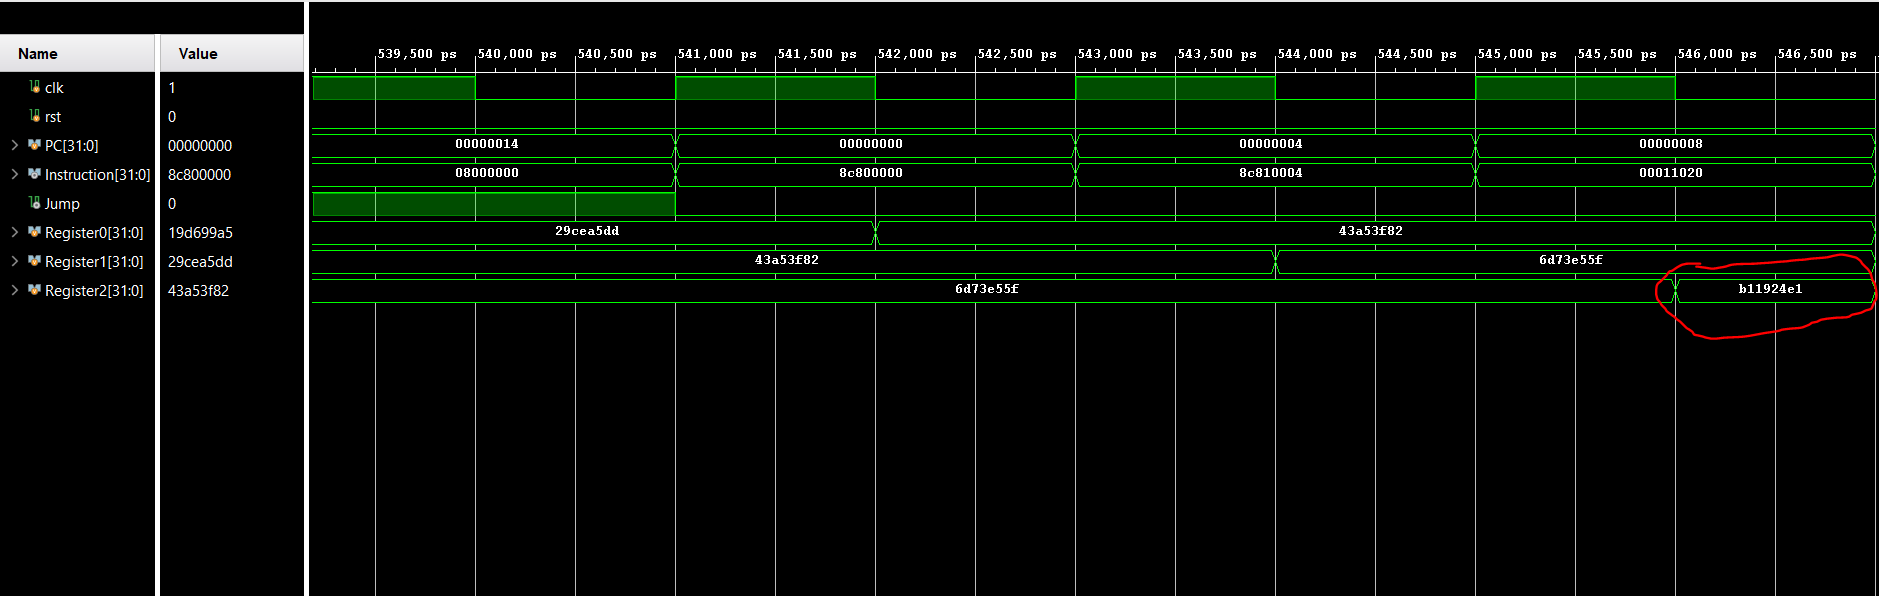 Name Value
539,500 ps 540,000 ps 540,500 ps 541,000 ps 541,500 ps 542,000 ps 542,500 ps 543,000 ps 543,500 ps 544,000 ps 544,500 ps 545,000 ps 545,500 ps 546,000 ps 546,500 ps
clk 1
rst 0
PC[31:0] 00000000 00000014 00000000 00000004 00000008
Instruction[31:0] 8c800000 08000000 8c800000 8c810004 00011020
Jump 0
Register0[31:0] 19d699a5 29cea5dd 43a53f82
Register1[31:0] 29cea5dd 43a53f82 6d73e55f
Register2[31:0] 43a53f82 6d73e55f b11924e1